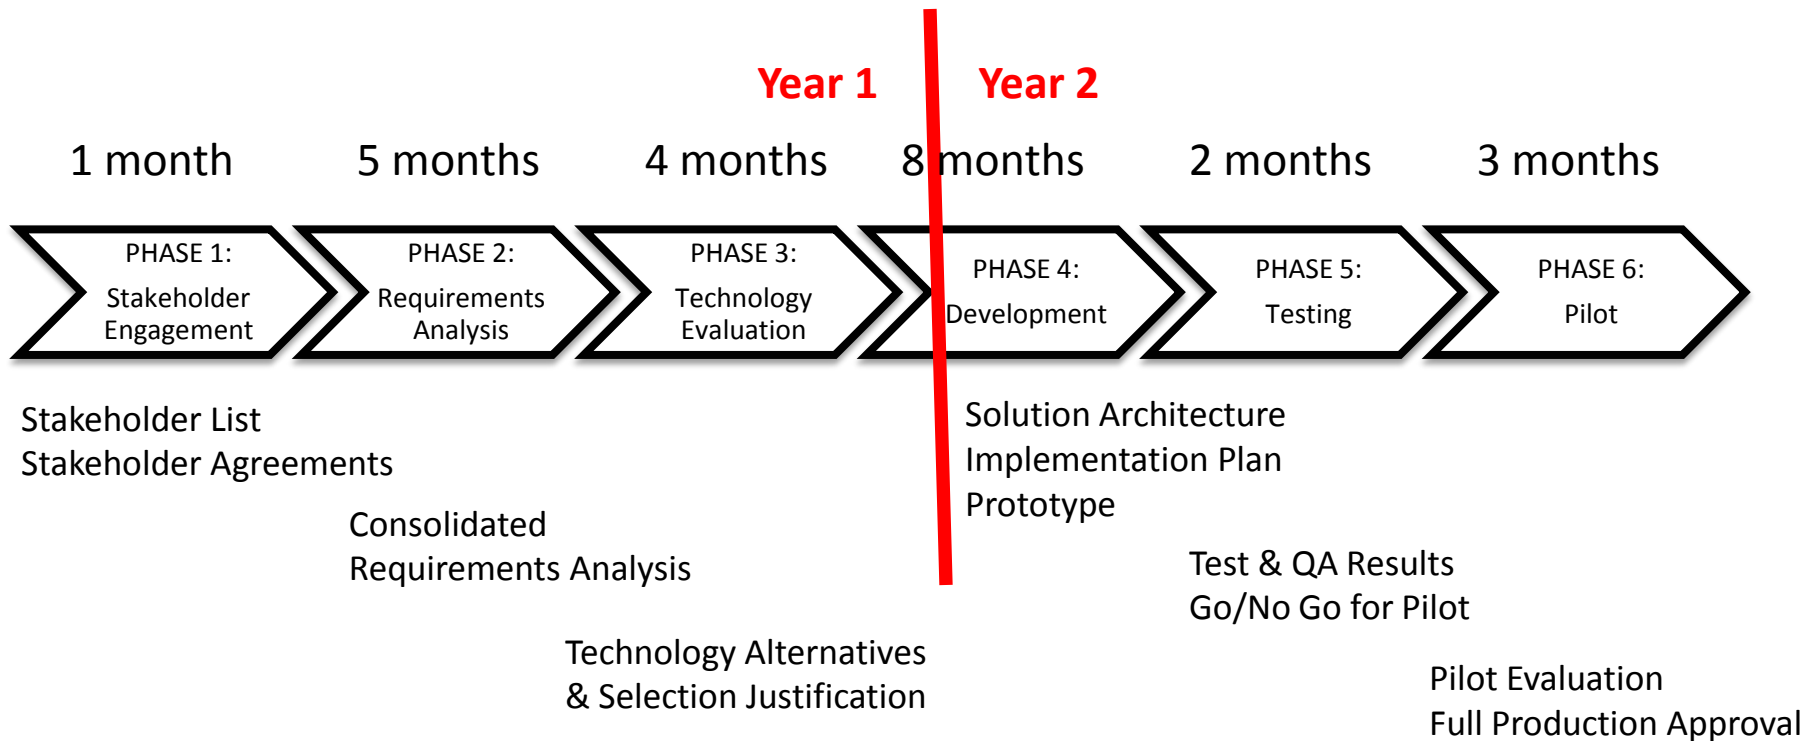 Year 1
Year 2
1 month
5 months
4 months
8 months
2 months
3 months
PHASE 1:
Stakeholder
Engagement
PHASE 2:
Requirements
Analysis
PHASE 3:
Technology
Evaluation
PHASE 4:
Development
PHASE 5:
Testing
PHASE 6:
Pilot
Stakeholder List
Stakeholder Agreements
Consolidated
Requirements Analysis
Technology Alternatives
& Selection Justification
Solution Architecture
Implementation Plan
Prototype
Test & QA Results
Go/No Go for Pilot
Pilot Evaluation
Full Production Approval